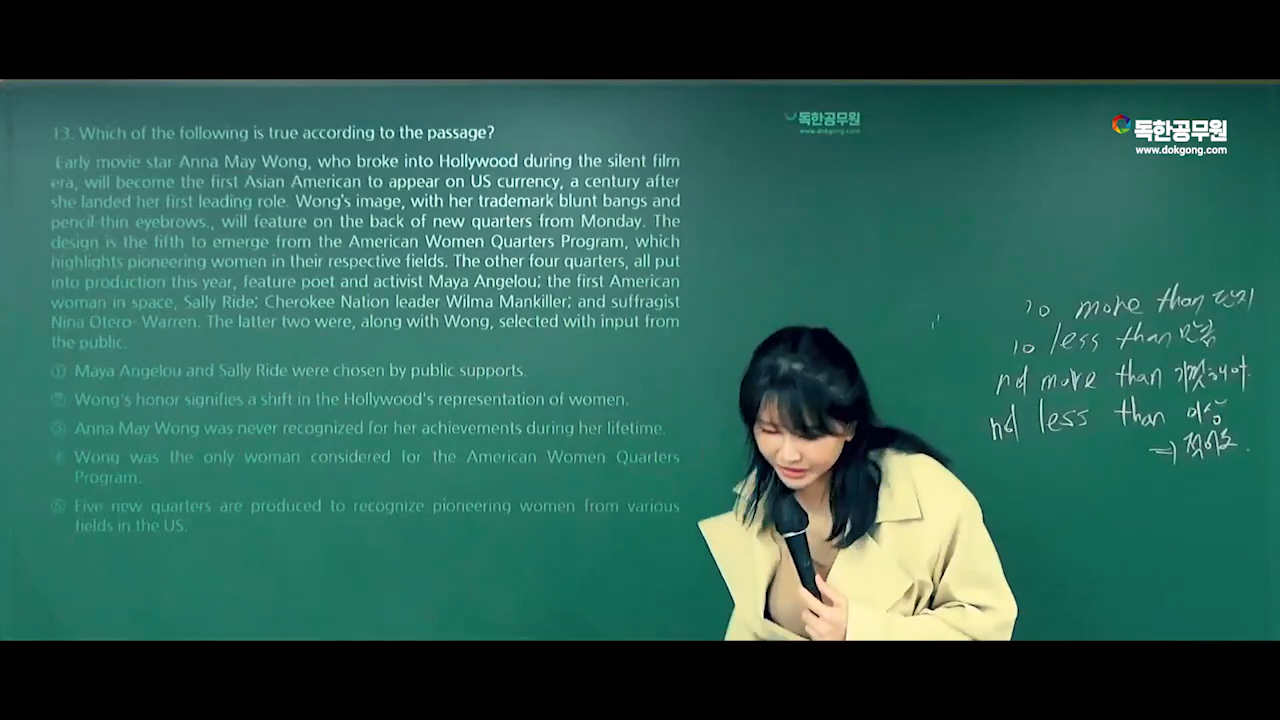 13. Which of the following is true according to the passage?
Early movie star Anna May Wong, who broke into Hollywood during the silent film
era, will become the first Asian American to appear on US currency, a century after
she landed her first leading role. Wong's image, with her trademark blunt bangs and
pencil-thin eyebrows., will feature on the back of new quarters from Monday. The
design is the fifth to emerge from the American Women Quarters Program, which
highlights pioneering women in their respective fields. The other four quarters, all put
into production this year, feature poet and activist Maya Angelou; the first American
woman in space, Sally Ride; Cherokee Nation leader Wilma Mankiller; and suffragist
Nina Otero- Warren. The latter two were, along with Wong, selected with input from
the public.
① Maya Angelou and Sally Ride were chosen by public supports.
② Wong's honor signifies a shift in the Hollywood's representation of women.
③ Anna May Wong was never recognized for her achievements during her lifetime.
④ Wong was the only woman considered for the American Women Quarters
Program.
⑤ Five new quarters are produced to recognize pioneering women from various
fields in the US.
독한공무원
www.dokgong.com
독한공무원
www.dokgong.com
more than 단지
less than 만큼
not more than 기껏해야
not less than 이상
⇒ 적어도.